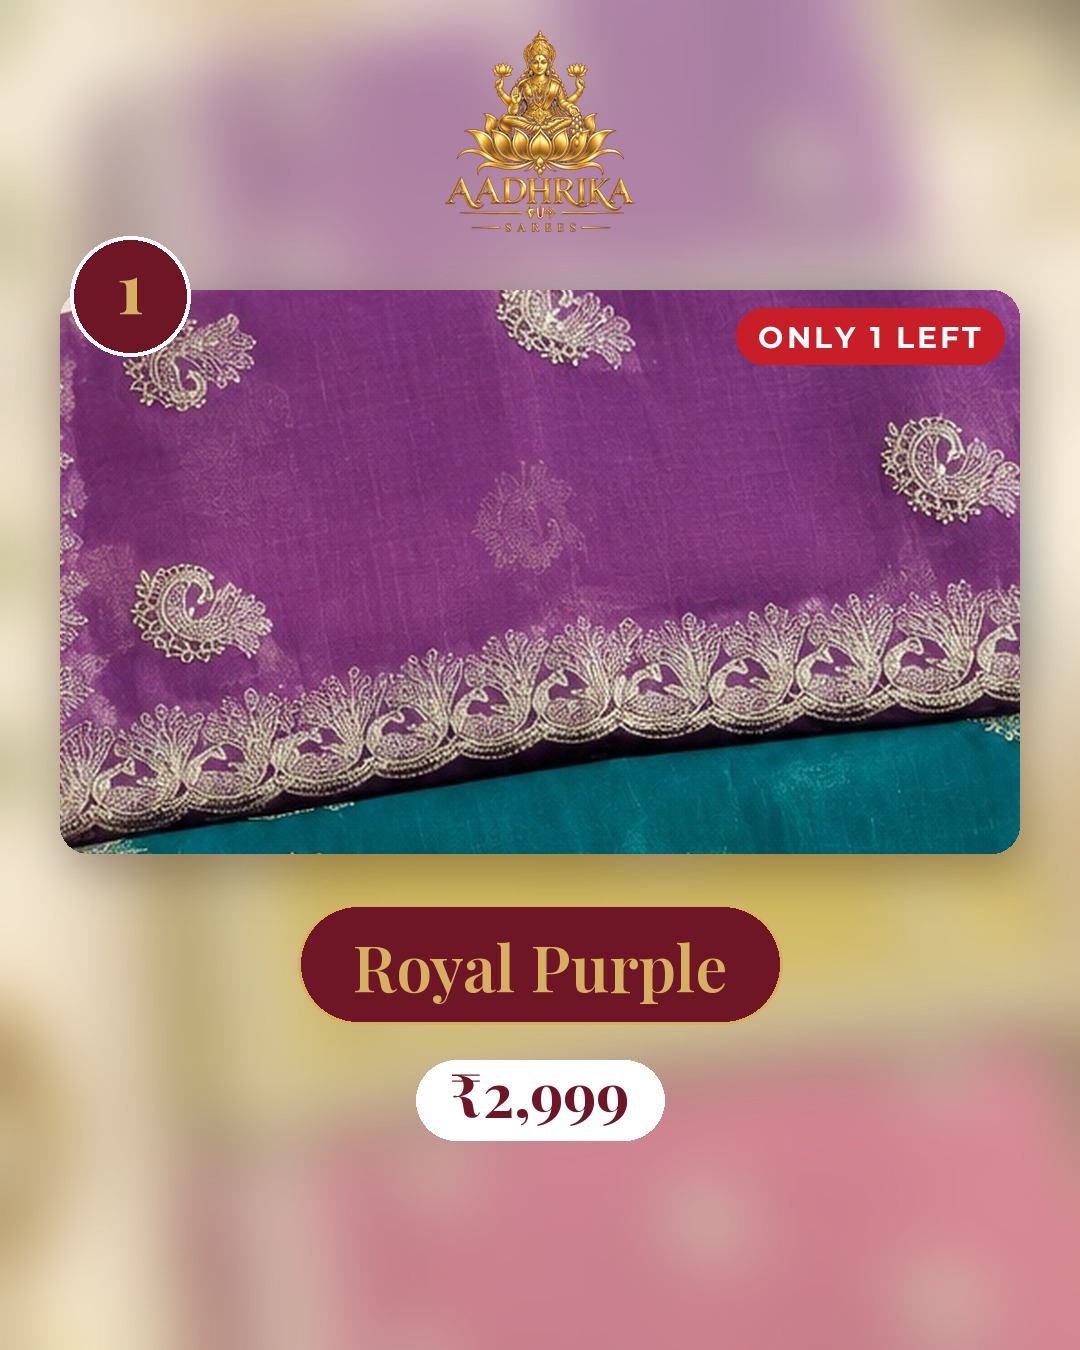 AADHRIKA
SAREES
1
ONLY 1 LEFT
Royal Purple
₹2,999